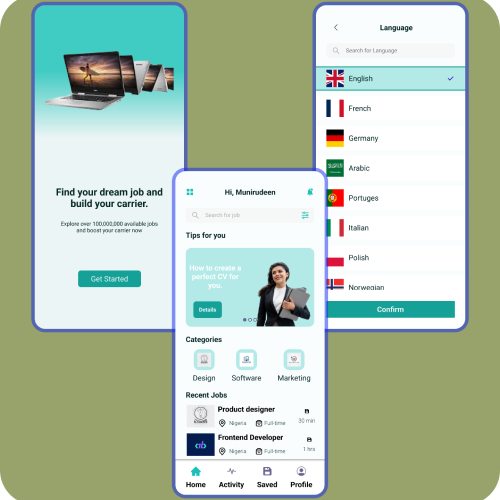 Find your dream job and
build your carrier.
Explore over 100,000,000 available jobs
and boost your carrier now
Get Started
Language
Search for Language
English
French
Germany
Arabic
Portuges
Italian
Polish
Norwegian
Confirm
Hi, Munirudeen
Search for job
Tips for you
How to create a
perfect CV for
you.
Details
Categories
Design
Software
Marketing
Recent Jobs
Product designer
Nigeria
Full-time
30 min
ab
Frontend Developer
Nigeria
Full-time
1 hrs
Home
Activity
Saved
Profile